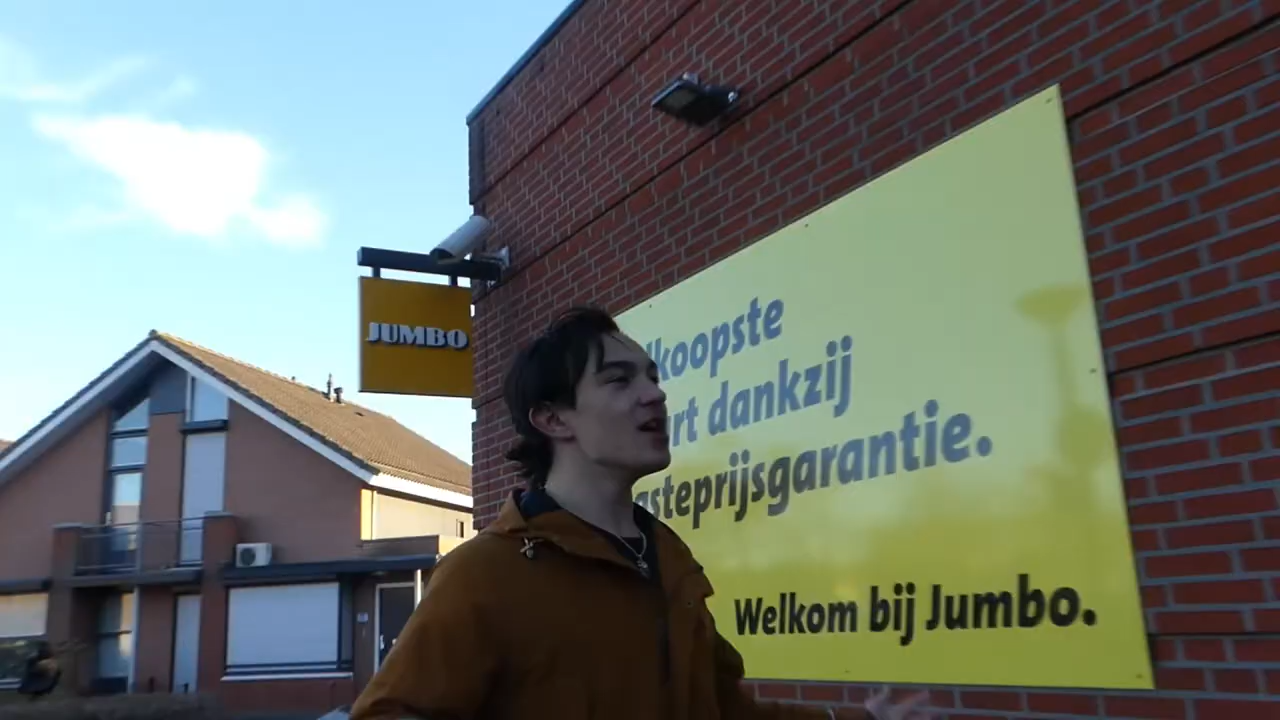 JUMBO
koopste
rt dankzij
asteprijsgarantie.
Welkom bij Jumbo.